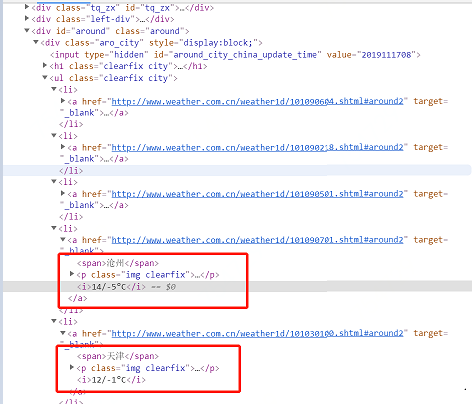 ▶<div class="tq_zx" id="tq_zx">…</div>
▶<div class="left-div">…</div>
▼<div id="around" class="around">
▼<div class="aro_city" style="display:block;">
<input type="hidden" id="around_city_china_update_time" value="2019111708">
▶<h1 class="clearfix city">…</h1>
▼<ul class="clearfix city">
▼<li>
▶<a href="http://www.weather.com.cn/weather1d/101090604.shtml#around2" target=
"_blank">…</a>
</li>
▼<li>
▶<a href="http://www.weather.com.cn/weather1d/101090218.shtml#around2" target=
"_blank">…</a>
</li>
▼<li>
▶<a href="http://www.weather.com.cn/weather1d/101090501.shtml#around2" target=
"_blank">…</a>
</li>
▼<li>
▼<a href="http://www.weather.com.cn/weather1d/101090701.shtml#around2" target=
"_blank">
<span>沧州</span>
▶<p class="img clearfix">…</p>
<i>14/-5°C</i> == $0
</a>
</li>
▼<li>
▼<a href="http://www.weather.com.cn/weather1d/101030100.shtml#around2" target=
"_blank">
<span>天津</span>
▶<p class="img clearfix">…</p>
<i>12/-1°C</i>
</a>
</li>